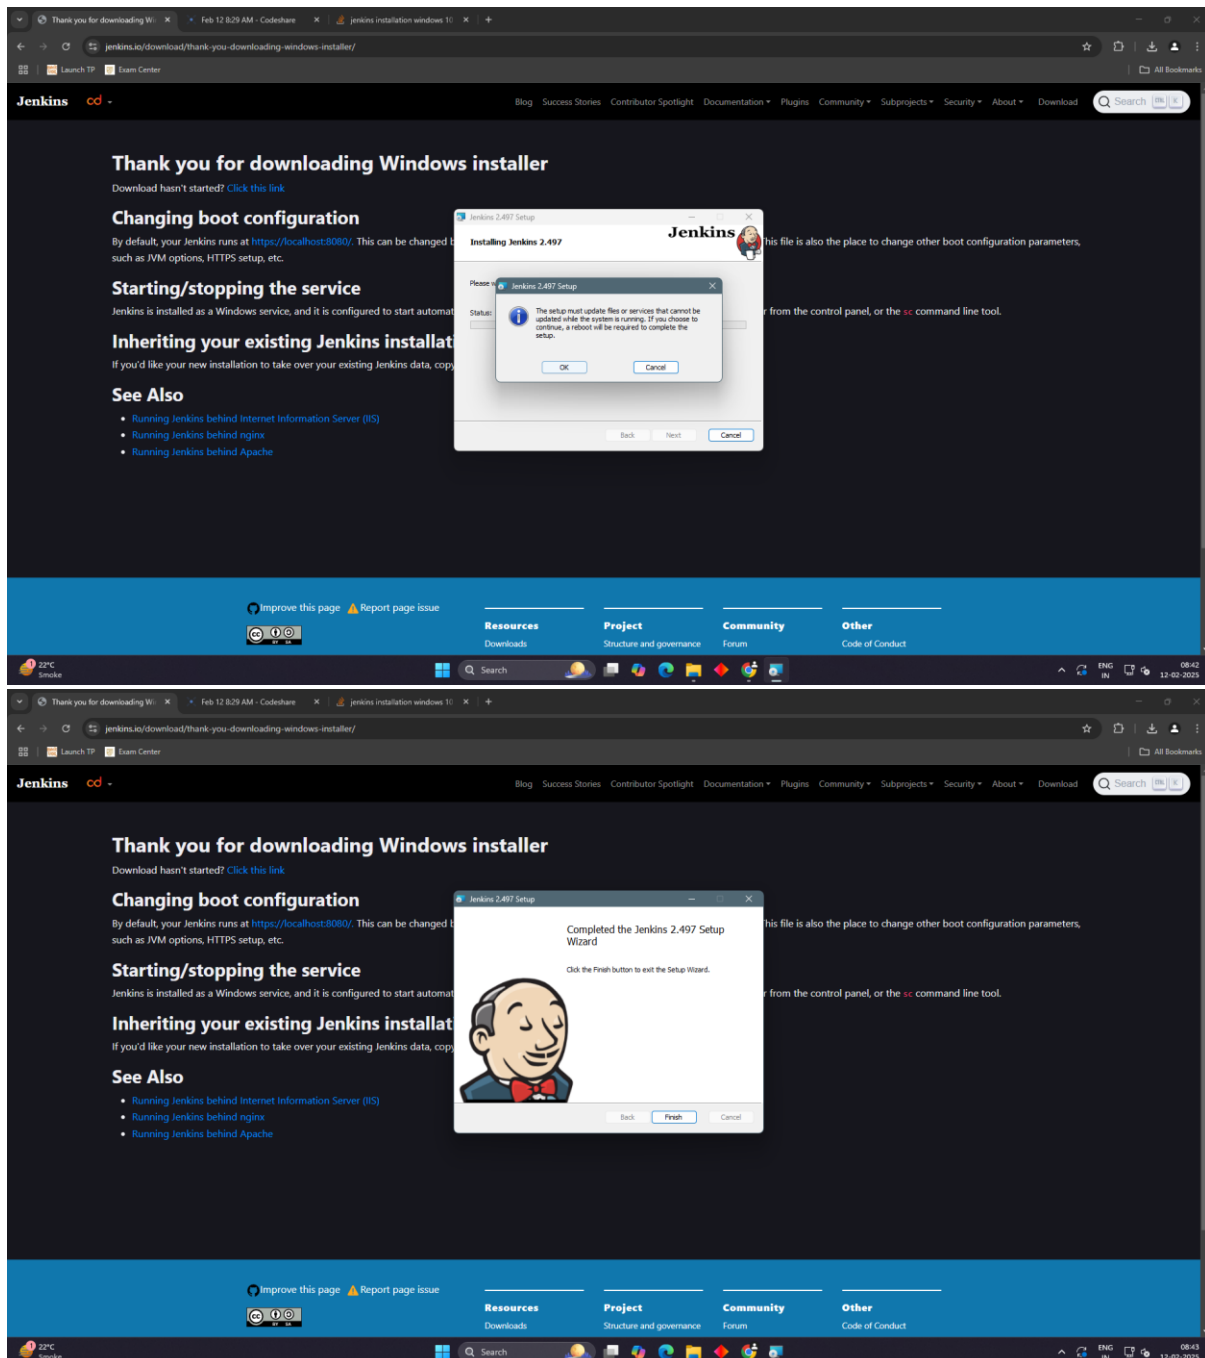 Thank you for downloading Wi
Feb 12 8:29 AM - Codeshare
jenkins installation windows 10
jenkins.io/download/thank-you-downloading-windows-installer/
Launch TP
Exam Center
All Bookmarks
Jenkins
cd
Blog Success Stories Contributor Spotlight Documentation Plugins Community Subprojects Security About Download
Search
Thank you for downloading Windows installer
Download hasn't started? Click this link
Changing boot configuration
By default, your Jenkins runs at https://localhost:8080/. This can be changed b
his file is also the place to change other boot configuration parameters,
such as JVM options, HTTPS setup, etc.
Starting/stopping the service
Jenkins is installed as a Windows service, and it is configured to start automat
r from the control panel, or the sc command line tool.
Inheriting your existing Jenkins installat
If you'd like your new installation to take over your existing Jenkins data, copy
See Also
Running Jenkins behind Internet Information Server (IIS)
Running Jenkins behind nginx
Running Jenkins behind Apache
Jenkins 2.497 Setup
Installing Jenkins 2.497
Jenkins
Please w
Status:
Jenkins 2.497 Setup
The setup must update files or services that cannot be
updated while the system is running. If you choose to
continue, a reboot will be required to complete the
setup.
OK
Cancel
Back
Next
Cancel
Improve this page
Report page issue
Resources
Project
Community
Other
Downloads
Structure and governance
Forum
Code of Conduct
1
22°C
Smoke
Search
ENG
IN
08:42
12-02-2025
Thank you for downloading Wi
Feb 12 8:29 AM - Codeshare
jenkins installation windows 10
jenkins.io/download/thank-you-downloading-windows-installer/
Launch TP
Exam Center
All Bookmarks
Jenkins
cd
Blog Success Stories Contributor Spotlight Documentation Plugins Community Subprojects Security About Download
Search
Thank you for downloading Windows installer
Download hasn't started? Click this link
Changing boot configuration
By default, your Jenkins runs at https://localhost:8080/. This can be changed b
his file is also the place to change other boot configuration parameters,
such as JVM options, HTTPS setup, etc.
Starting/stopping the service
Jenkins is installed as a Windows service, and it is configured to start automat
r from the control panel, or the sc command line tool.
Inheriting your existing Jenkins installat
If you'd like your new installation to take over your existing Jenkins data, copy
See Also
Running Jenkins behind Internet Information Server (IIS)
Running Jenkins behind nginx
Running Jenkins behind Apache
Jenkins 2.497 Setup
Completed the Jenkins 2.497 Setup
Wizard
Click the Finish button to exit the Setup Wizard.
Back
Finish
Cancel
Improve this page
Report page issue
Resources
Project
Community
Other
Downloads
Structure and governance
Forum
Code of Conduct
1
22°C
Smoke
Search
ENG
IN
08:43
12-02-2025